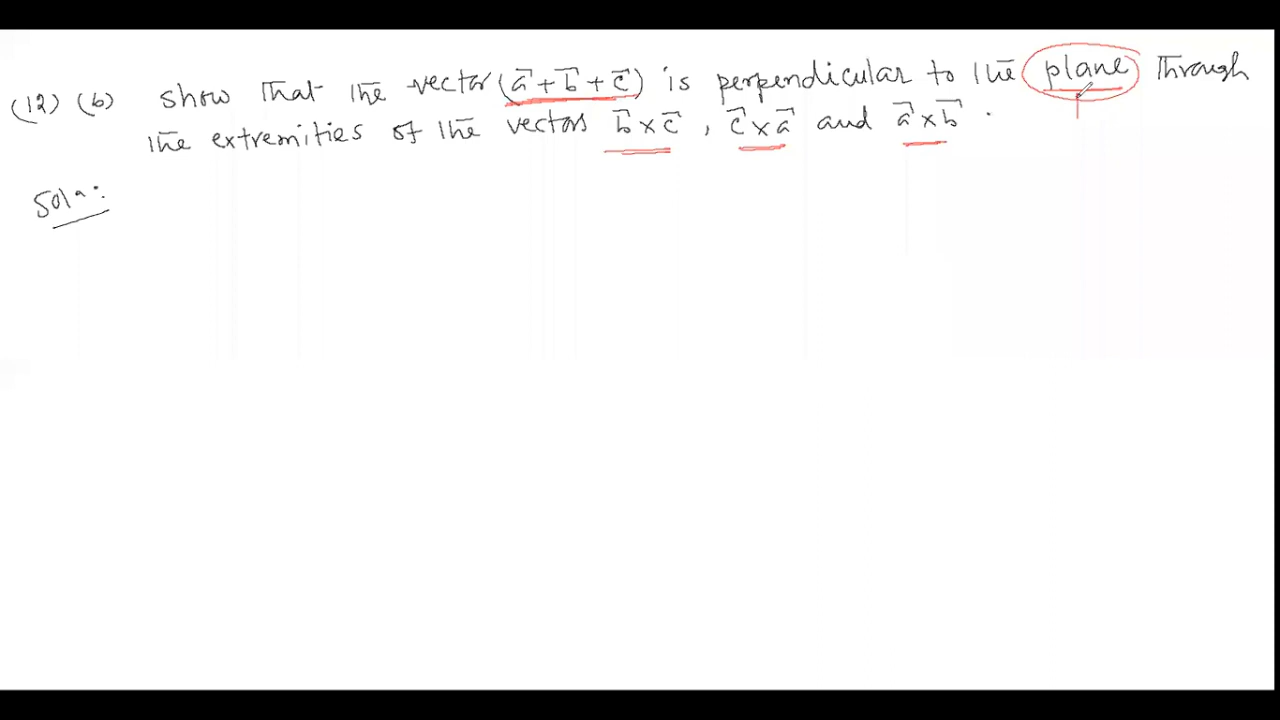 (12) (b) show that the vector (a⃗ + b⃗ + c⃗) is perpendicular to the plane through
the extremities of the vectors b⃗ × c⃗ , c⃗ × a⃗ and a⃗ × b⃗ .
Soln: